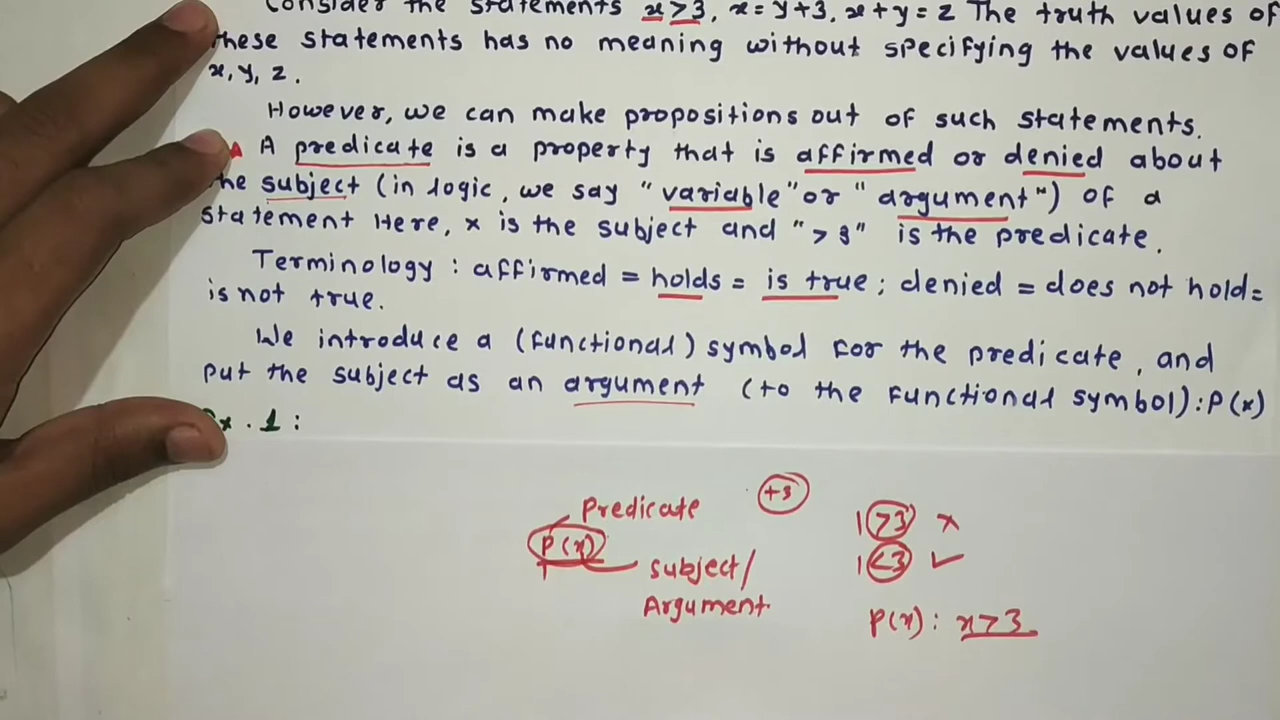 Consider the statements x > 3, x = y + 3, x + y = z The truth values of
these statements has no meaning without specifying the values of
x, y, z.
However, we can make propositions out of such statements.
A predicate is a property that is affirmed or denied about
the subject (in logic, we say "variable" or "argument") of a
statement Here, x is the subject and "> 3" is the predicate.
Terminology : affirmed = holds = is true ; denied = does not hold =
is not true.
We introduce a (functional) symbol for the predicate, and
put the subject as an argument (to the functional symbol) : P(x)
Ex. 1 :
Predicate
P(x)
subject/
Argument
+3
1 >3 ×
1 <3 ✓
P(x) : x>3